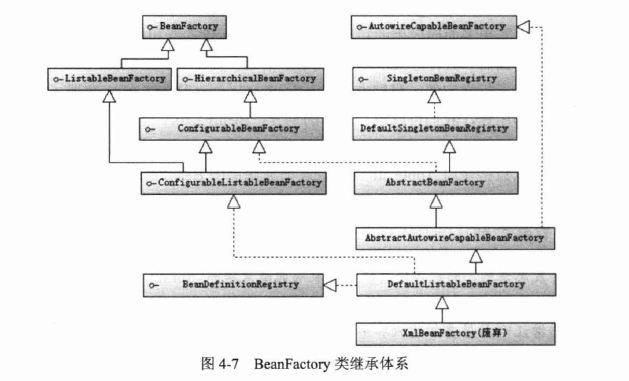 BeanFactory
AutowireCapableBeanFactory
ListableBeanFactory
HierarchicalBeanFactory
SingletonBeanRegistry
ConfigurableBeanFactory
DefaultSingletonBeanRegistry
ConfigurableListableBeanFactory
AbstractBeanFactory
AbstractAutowireCapableBeanFactory
BeanDefinitionRegistry
DefaultListableBeanFactory
XmlBeanFactory(废弃)
图 4-7 BeanFactory 类继承体系